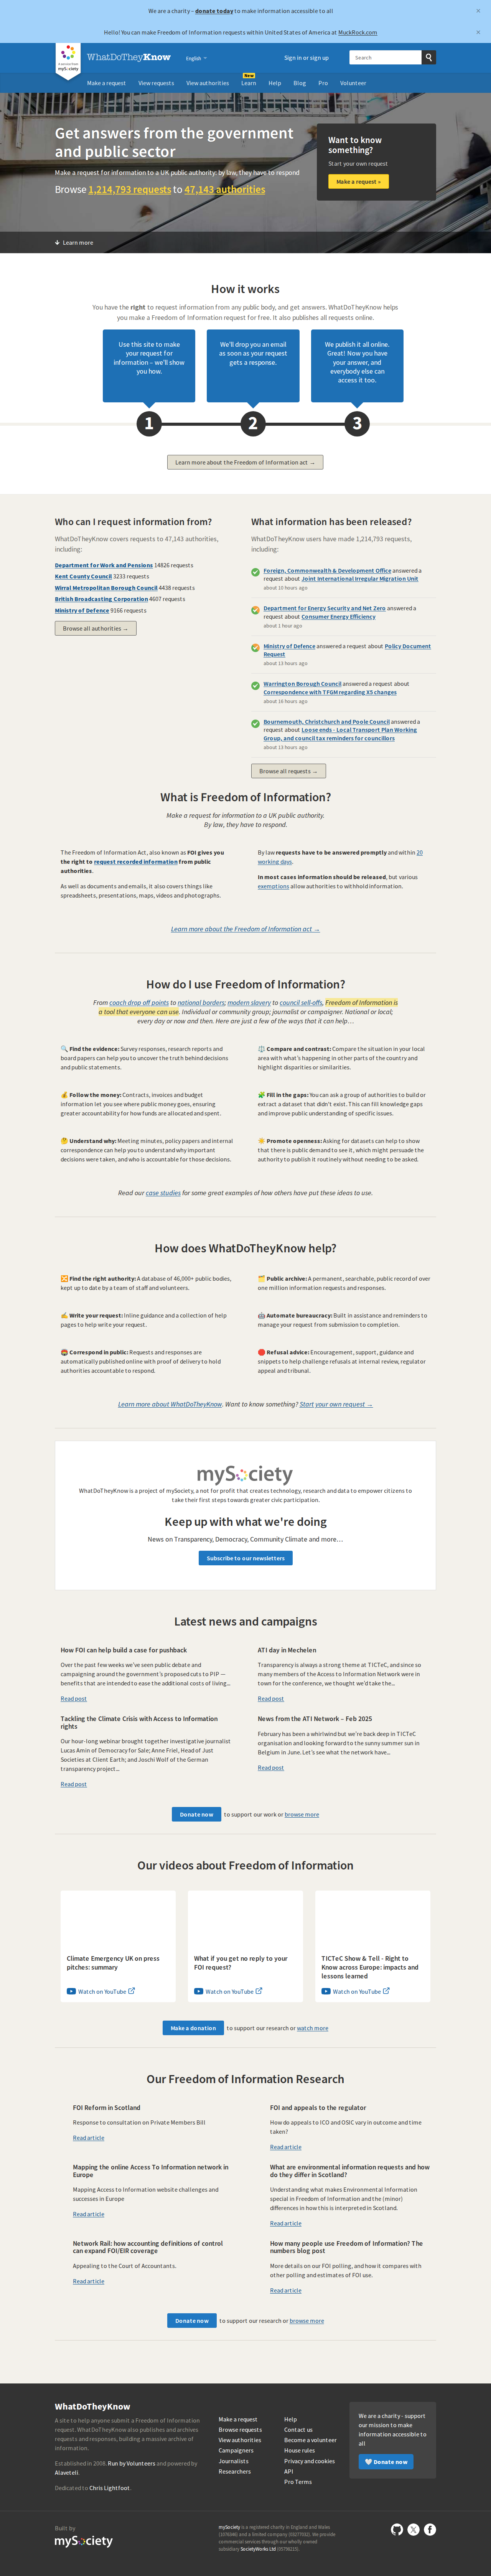 We are a charity – donate today to make information accessible to all
×
Hello! You can make Freedom of Information requests within United States of America at MuckRock.com
×
a service from
mySociety
WhatDoTheyKnow
English
Sign in or sign up
Search
Make a request
View requests
View authorities
New
Learn
Help
Blog
Pro
Volunteer
Get answers from the government
and public sector
Make a request for information to a UK public authority: by law, they have to respond
Browse 1,214,793 requests to 47,143 authorities
Want to know
something?
Start your own request
Make a request »
Learn more
How it works
You have the right to request information from any public body, and get answers. WhatDoTheyKnow helps
you make a Freedom of Information request for free. It also publishes all requests online.
Use this site to make
your request for
information – we'll show
you how.
We'll drop you an email
as soon as your request
gets a response.
We publish it all online.
Great! Now you have
your answer, and
everybody else can
access it too.
1
2
3
Learn more about the Freedom of Information act →
Who can I request information from?
WhatDoTheyKnow covers requests to 47,143 authorities,
including:
Department for Work and Pensions 14826 requests
Kent County Council 3233 requests
Wirral Metropolitan Borough Council 4438 requests
British Broadcasting Corporation 4607 requests
Ministry of Defence 9166 requests
Browse all authorities →
What information has been released?
WhatDoTheyKnow users have made 1,214,793 requests,
including:
Foreign, Commonwealth & Development Office answered a
request about Joint International Irregular Migration Unit
about 10 hours ago
Department for Energy Security and Net Zero answered a
request about Consumer Energy Efficiency
about 1 hour ago
Ministry of Defence answered a request about Policy Document
Request
about 13 hours ago
Warrington Borough Council answered a request about
Correspondence with TFGM regarding X5 changes
about 16 hours ago
Bournemouth, Christchurch and Poole Council answered a
request about Loose ends - Local Transport Plan Working
Group, and council tax reminders for councillors
about 13 hours ago
Browse all requests →
What is Freedom of Information?
Make a request for information to a UK public authority.
By law, they have to respond.
The Freedom of Information Act, also known as FOI gives you
the right to request recorded information from public
authorities.
As well as documents and emails, it also covers things like
spreadsheets, presentations, maps, videos and photographs.
By law requests have to be answered promptly and within 20
working days.
In most cases information should be released, but various
exemptions allow authorities to withhold information.
Learn more about the Freedom of Information act →
How do I use Freedom of Information?
From coach drop off points to national borders; modern slavery to council sell-offs, Freedom of Information is
a tool that everyone can use. Individual or community group; journalist or campaigner. National or local;
every day or now and then. Here are just a few of the ways that it can help…
🔍 Find the evidence: Survey responses, research reports and
board papers can help you to uncover the truth behind decisions
and public statements.
⚖️ Compare and contrast: Compare the situation in your local
area with what's happening in other parts of the country and
highlight disparities or similarities.
💰 Follow the money: Contracts, invoices and budget
information let you see where public money goes, ensuring
greater accountability for how funds are allocated and spent.
🧩 Fill in the gaps: You can ask a group of authorities to build or
extract a dataset that didn't exist. This can fill knowledge gaps
and improve public understanding of specific issues.
🤔 Understand why: Meeting minutes, policy papers and internal
correspondence can help you to understand why important
decisions were taken, and who is accountable for those decisions.
☀️ Promote openness: Asking for datasets can help to show
that there is public demand to see it, which might persuade the
authority to publish it routinely without needing to be asked.
Read our case studies for some great examples of how others have put these ideas to use.
How does WhatDoTheyKnow help?
🔀 Find the right authority: A database of 46,000+ public bodies,
kept up to date by a team of staff and volunteers.
🗂️ Public archive: A permanent, searchable, public record of over
one million information requests and responses.
✍️ Write your request: Inline guidance and a collection of help
pages to help write your request.
🤖 Automate bureaucracy: Built in assistance and reminders to
manage your request from submission to completion.
📯 Correspond in public: Requests and responses are
automatically published online with proof of delivery to hold
authorities accountable to respond.
🛑 Refusal advice: Encouragement, support, guidance and
snippets to help challenge refusals at internal review, regulator
appeal and tribunal.
Learn more about WhatDoTheyKnow. Want to know something? Start your own request →
mySociety
WhatDoTheyKnow is a project of mySociety, a not for profit that creates technology, research and data to empower citizens to
take their first steps towards greater civic participation.
Keep up with what we're doing
News on Transparency, Democracy, Community Climate and more…
Subscribe to our newsletters
Latest news and campaigns
How FOI can help build a case for pushback
Over the past few weeks we've seen public debate and
campaigning around the government's proposed cuts to PIP —
benefits that are intended to ease the additional costs of living...
Read post
ATI day in Mechelen
Transparency is always a strong theme at TICTeC, and since so
many members of the Access to Information Network were in
town for the conference, we thought we'd take the...
Read post
Tackling the Climate Crisis with Access to Information
rights
Our hour-long webinar brought together investigative journalist
Lucas Amin of Democracy for Sale; Anne Friel, Head of Just
Societies at Client Earth; and Joschi Wolf of the German
transparency project...
Read post
News from the ATI Network – Feb 2025
February has been a whirlwind but we're back deep in TICTeC
organisation and looking forward to the sunny summer sun in
Belgium in June. Let's see what the network have...
Read post
Donate now to support our work or browse more
Our videos about Freedom of Information
Climate Emergency UK on press
pitches: summary
Watch on YouTube
What if you get no reply to your
FOI request?
Watch on YouTube
TICTeC Show & Tell - Right to
Know across Europe: impacts and
lessons learned
Watch on YouTube
Make a donation to support our research or watch more
Our Freedom of Information Research
FOI Reform in Scotland
Response to consultation on Private Members Bill
Read article
FOI and appeals to the regulator
How do appeals to ICO and OSIC vary in outcome and time
taken?
Read article
Mapping the online Access To Information network in
Europe
Mapping Access to Information website challenges and
successes in Europe
Read article
What are environmental information requests and how
do they differ in Scotland?
Understanding what makes Environmental Information
special in Freedom of Information and the (minor)
differences in how this is interpreted in Scotland.
Read article
Network Rail: how accounting definitions of control
can expand FOI/EIR coverage
Appealing to the Court of Accountants.
Read article
How many people use Freedom of Information? The
numbers blog post
More details on our FOI polling, and how it compares with
other polling and estimates of FOI use.
Read article
Donate now to support our research or browse more
WhatDoTheyKnow
A site to help anyone submit a Freedom of Information
request. WhatDoTheyKnow also publishes and archives
requests and responses, building a massive archive of
information.
Established in 2008. Run by Volunteers and powered by
Alaveteli.
Dedicated to Chris Lightfoot.
Make a request
Browse requests
View authorities
Campaigners
Journalists
Researchers
Help
Contact us
Become a volunteer
House rules
Privacy and cookies
API
Pro Terms
We are a charity - support
our mission to make
information accessible to
all
🤍 Donate now
Built by
mySociety
mySociety is a registered charity in England and Wales
(1076346) and a limited company (03277032). We provide
commercial services through our wholly owned
subsidiary SocietyWorks Ltd (05798215).